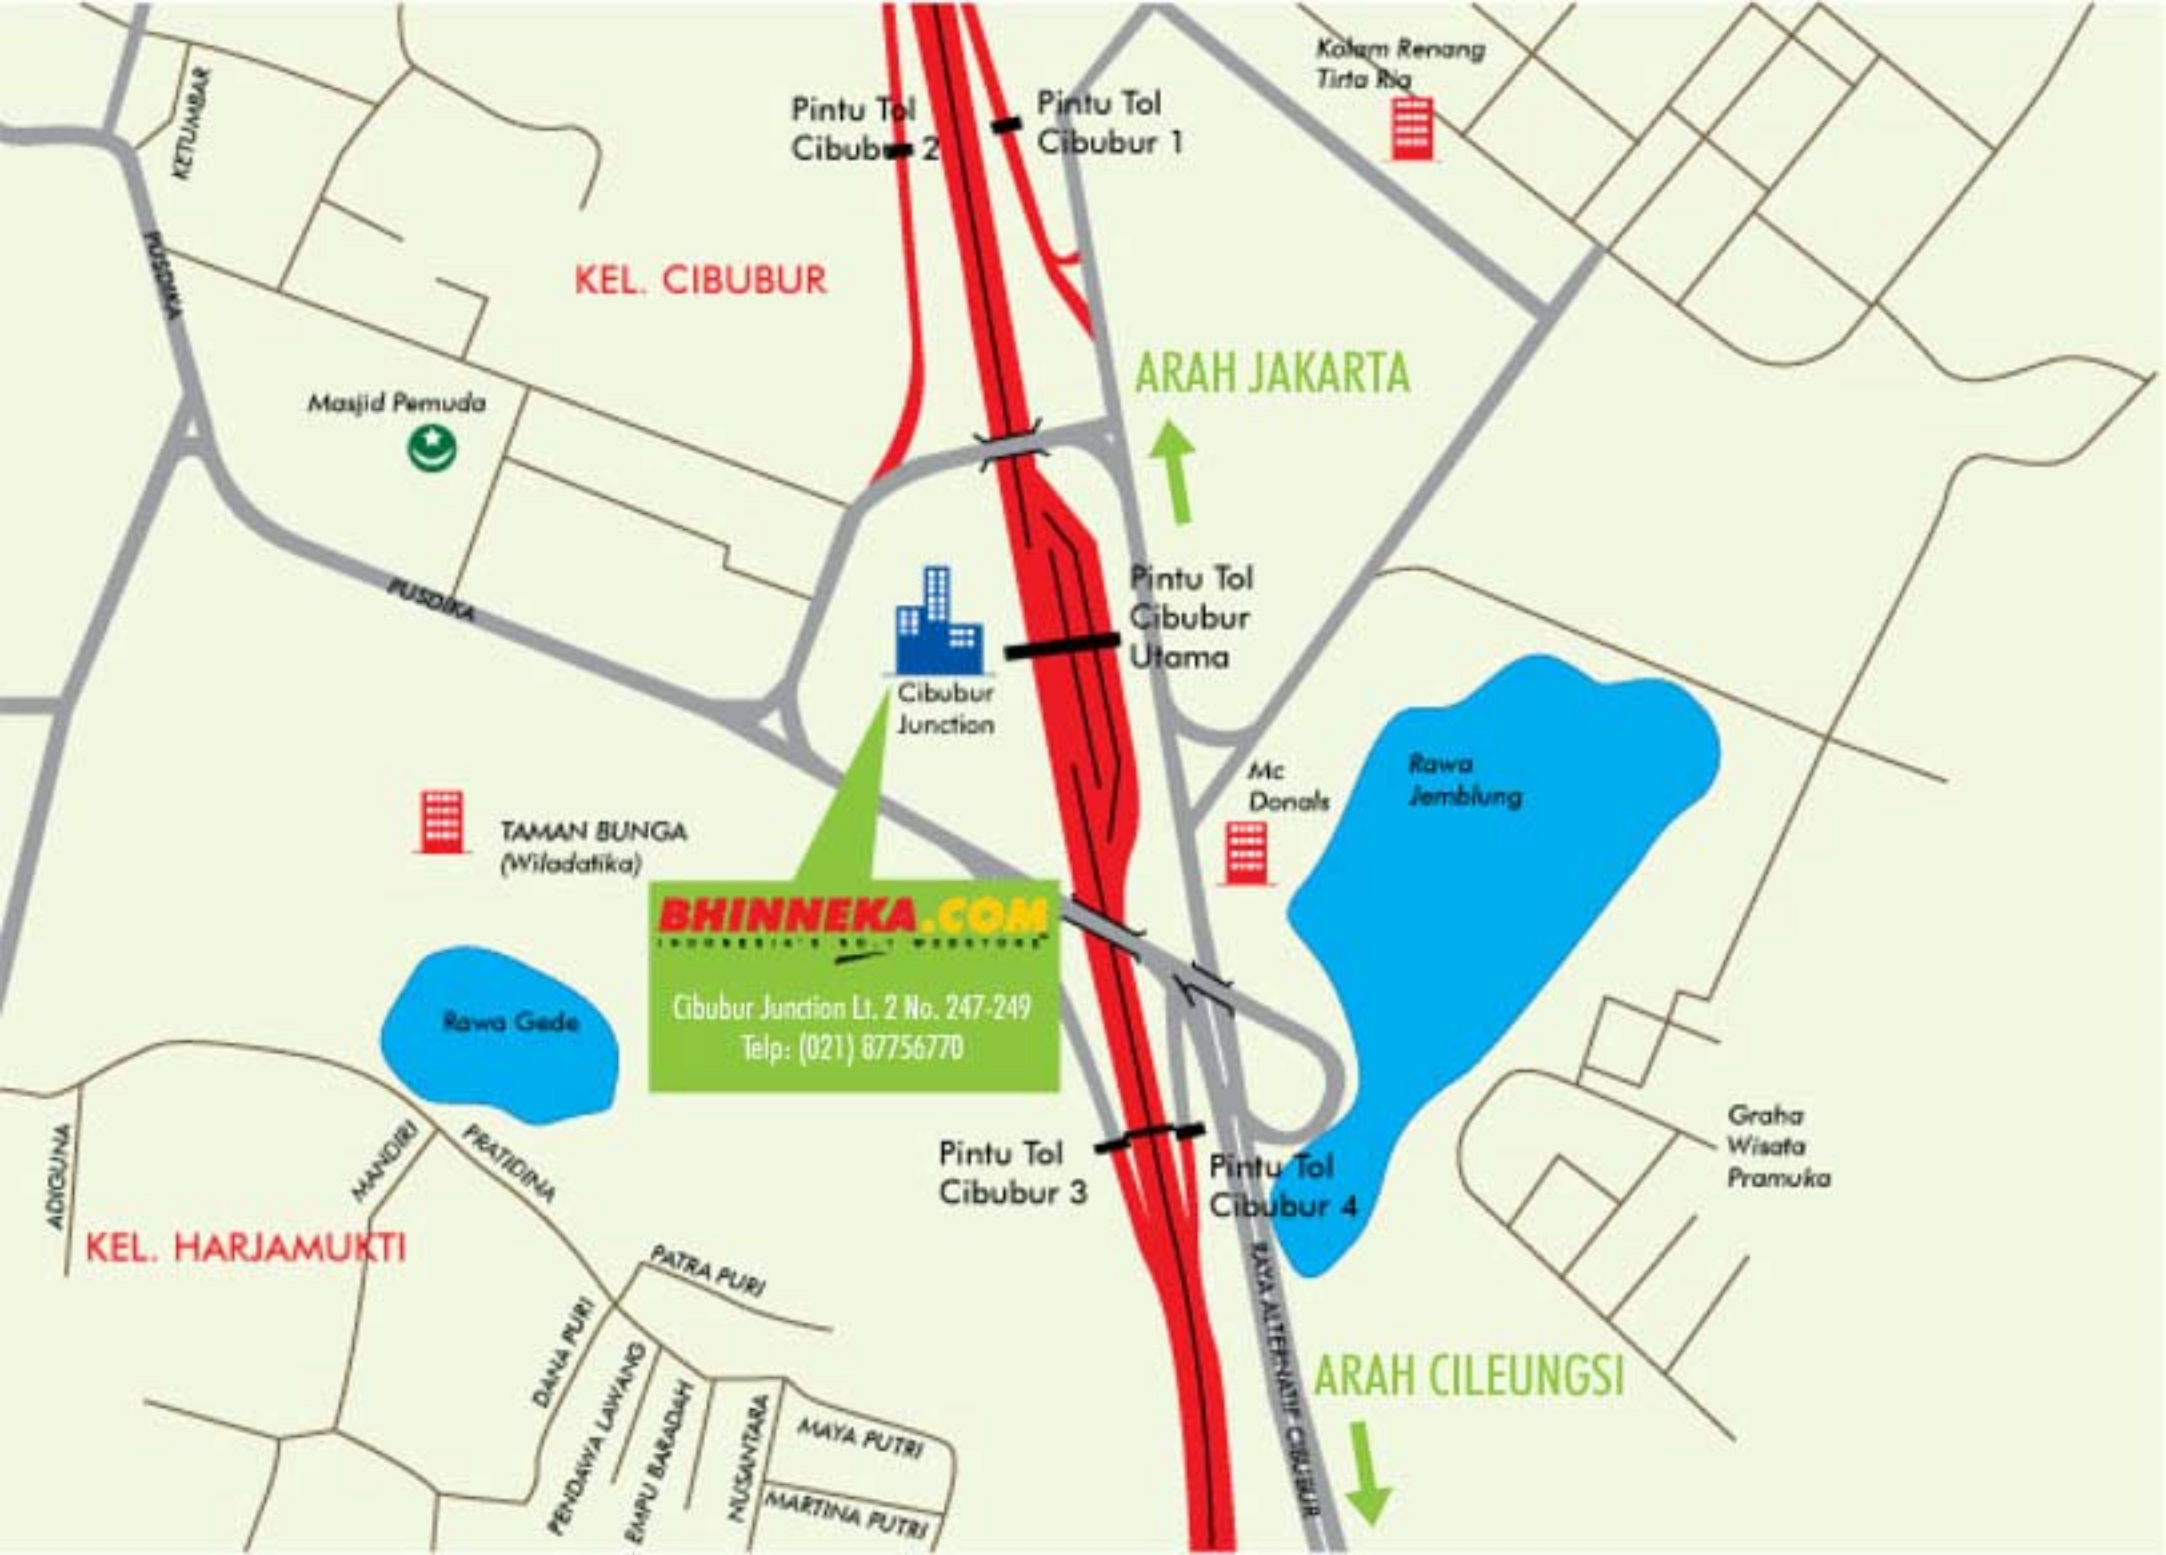 Kolam Renang
Tirta Ria
Pintu Tol
Cibubur 2
Pintu Tol
Cibubur 1
KETUMBAR
PUSDIKA
KEL. CIBUBUR
ARAH JAKARTA
Masjid Pemuda
PUSDIKA
Pintu Tol
Cibubur
Utama
Cibubur
Junction
Mc
Donals
Rawa
Jemblung
TAMAN BUNGA
(Wiladatika)
BHINNEKA.COM
INDONESIA'S NO.1 WEBSTORE
Cibubur Junction Lt. 2 No. 247-249
Telp: (021) 87756770
Rawa Gede
Graha
Wisata
Pramuka
ADIGUNA
MANDIRI
PRATIDINA
Pintu Tol
Cibubur 3
Pintu Tol
Cibubur 4
KEL. HARJAMUKTI
PATRA PURI
RAYA ALTERNATIF CIBUBUR
DANA PURI
ARAH CILEUNGSI
PENDAWA LAWANG
EMPU BARADAH
NUSANTARA
MAYA PUTRI
MARTINA PUTRI